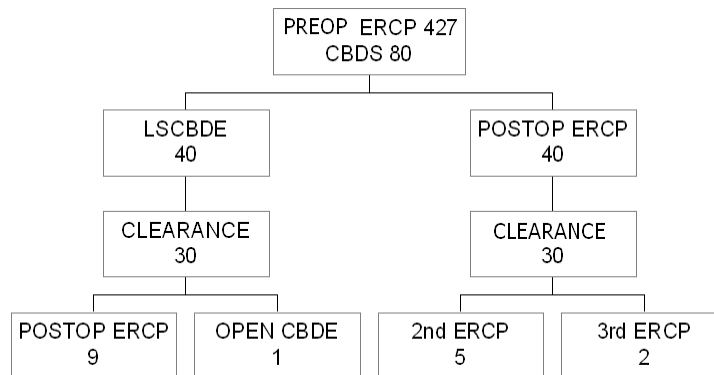 PREOP ERCP 427
CBDS 80
LSCBDE
40
POSTOP ERCP
40
CLEARANCE
30
CLEARANCE
30
POSTOP ERCP
9
OPEN CBDE
1
2nd ERCP
5
3rd ERCP
2